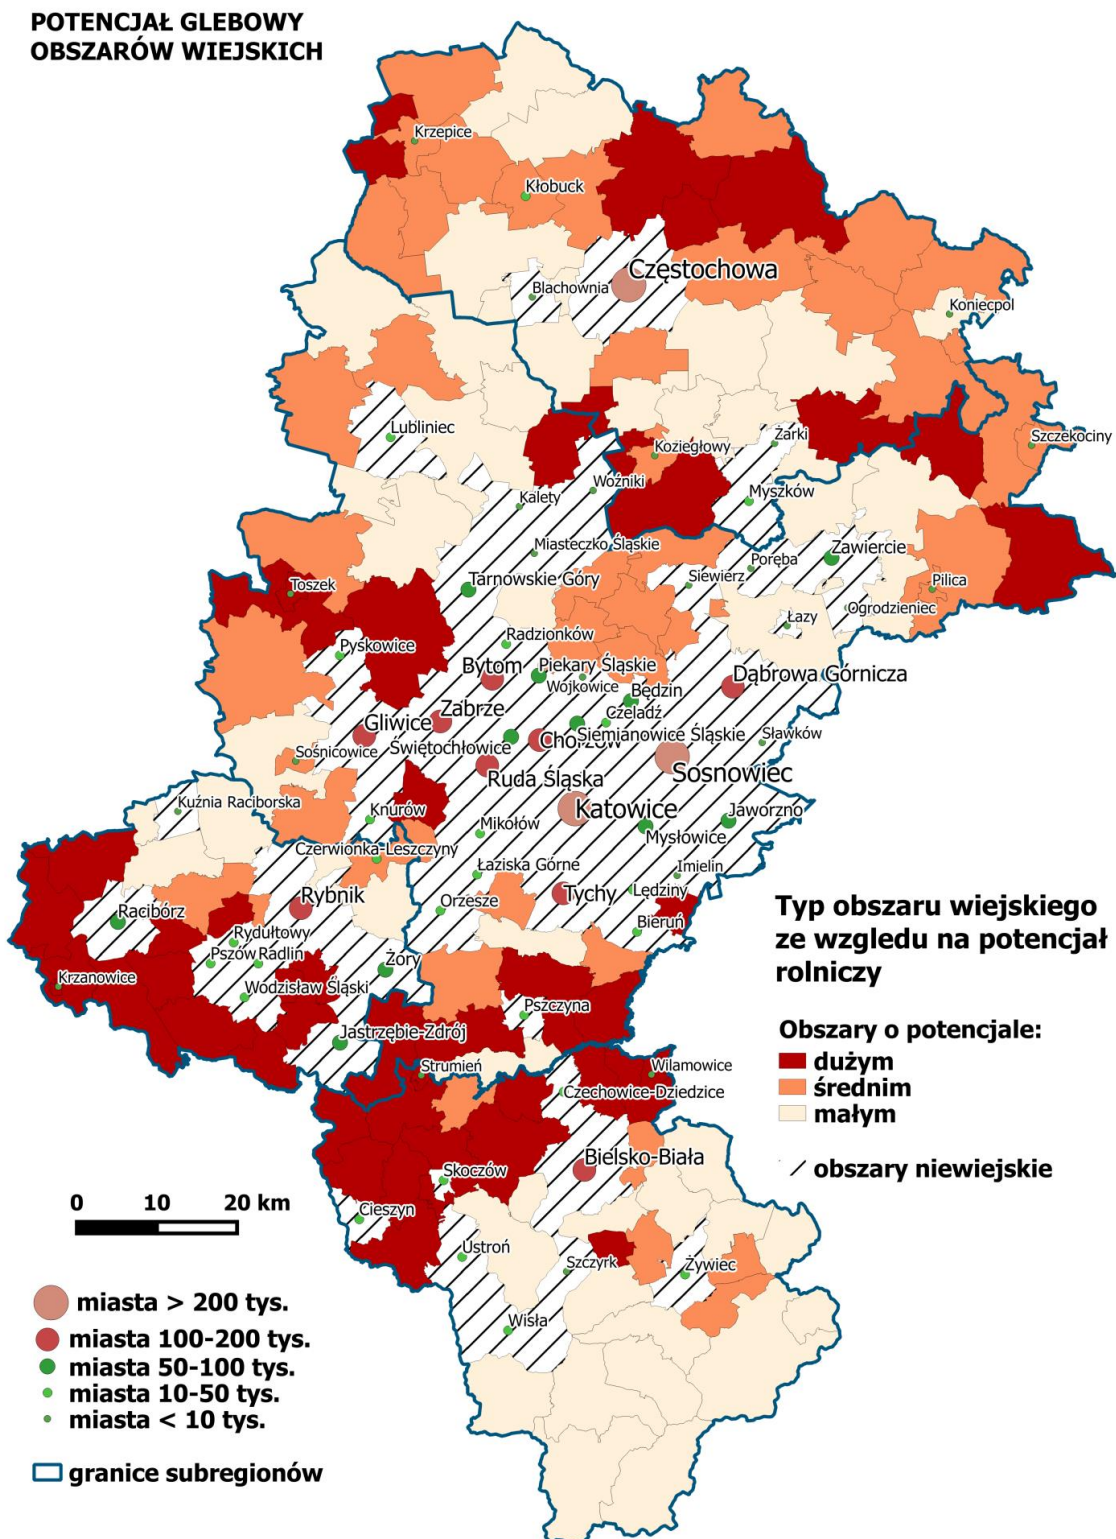 POTENCJAŁ GLEBOWY
OBSZARÓW WIEJSKICH
Krzepice
Kłobuck
Częstochowa
Blachownia
Koniecpol
Lubliniec
Szczekociny
Żarki
Koziegłowy
Woźniki
Myszków
Kalety
Miasteczko Śląskie
Zawiercie
Poręba
Tarnowskie Góry
Siewierz
Pilica
Toszek
Ogrodzieniec
Łazy
Radzionków
Pyskowice
Bytom
Piekary Śląskie
Wojkowice
Dąbrowa Górnicza
Będzin
Zabrze
Czeladź
Gliwice
Chorzów
Siemianowice Śląskie
Sławków
Świętochłowice
Sośnicowice
Ruda Śląska
Sosnowiec
Kuźnia Raciborska
Katowice
Jaworzno
Knurów
Mikołów
Mysłowice
Czerwionka-Leszczyny
Łaziska Górne
Imielin
Rybnik
Tychy
Lędziny
Orzesze
Racibórz
Bieruń
Rydułtowy
Pszów
Radlin
Żory
Krzanowice
Wodzisław Śląski
Pszczyna
Jastrzębie-Zdrój
Strumień
Wilamowice
Czechowice-Dziedzice
Bielsko-Biała
Skoczów
Cieszyn
Ustroń
Szczyrk
Żywiec
Wisła
Typ obszaru wiejskiego
ze wzgledu na potencjał
rolniczy
Obszary o potencjale:
dużym
średnim
małym
obszary niewiejskie
0 10 20 km
miasta > 200 tys.
miasta 100-200 tys.
miasta 50-100 tys.
miasta 10-50 tys.
miasta < 10 tys.
granice subregionów